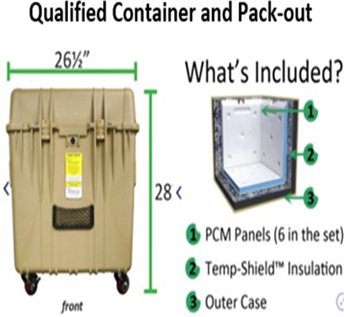 Qualified Container and Pack-out
26½”
What’s Included?
1
2
3
28
1 PCM Panels (6 in the set)
2 Temp-Shield™ Insulation
3 Outer Case
front